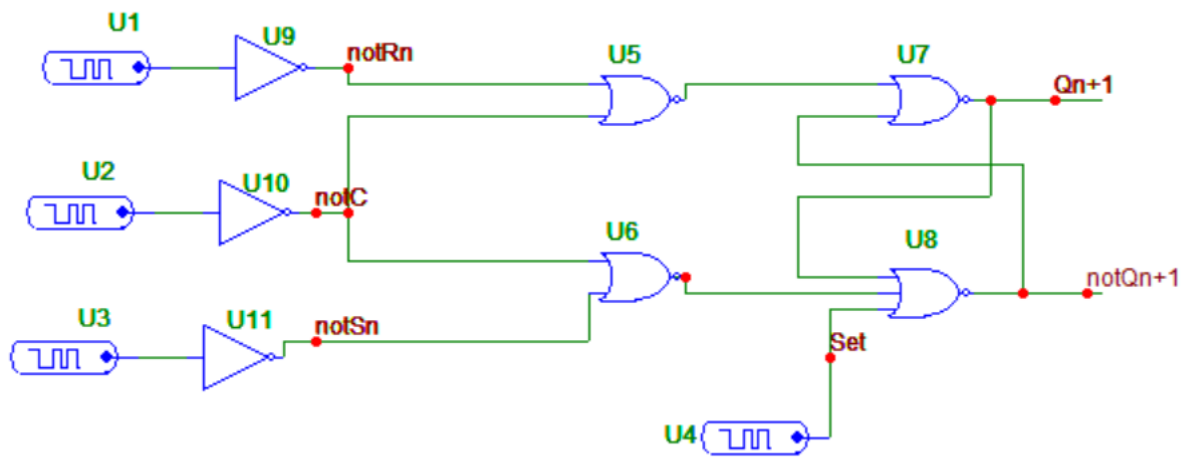 U1
U9
notRn
U5
U7
Qn+1
U2
U10
notC
U6
U8
notQn+1
U3
U11
notSn
Set
U4